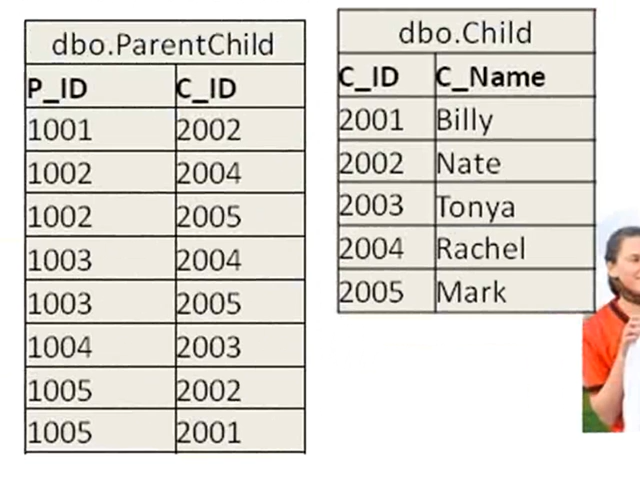 dbo.ParentChild
P_ID C_ID
1001 2002
1002 2004
1002 2005
1003 2004
1003 2005
1004 2003
1005 2002
1005 2001
dbo.Child
C_ID C_Name
2001 Billy
2002 Nate
2003 Tonya
2004 Rachel
2005 Mark